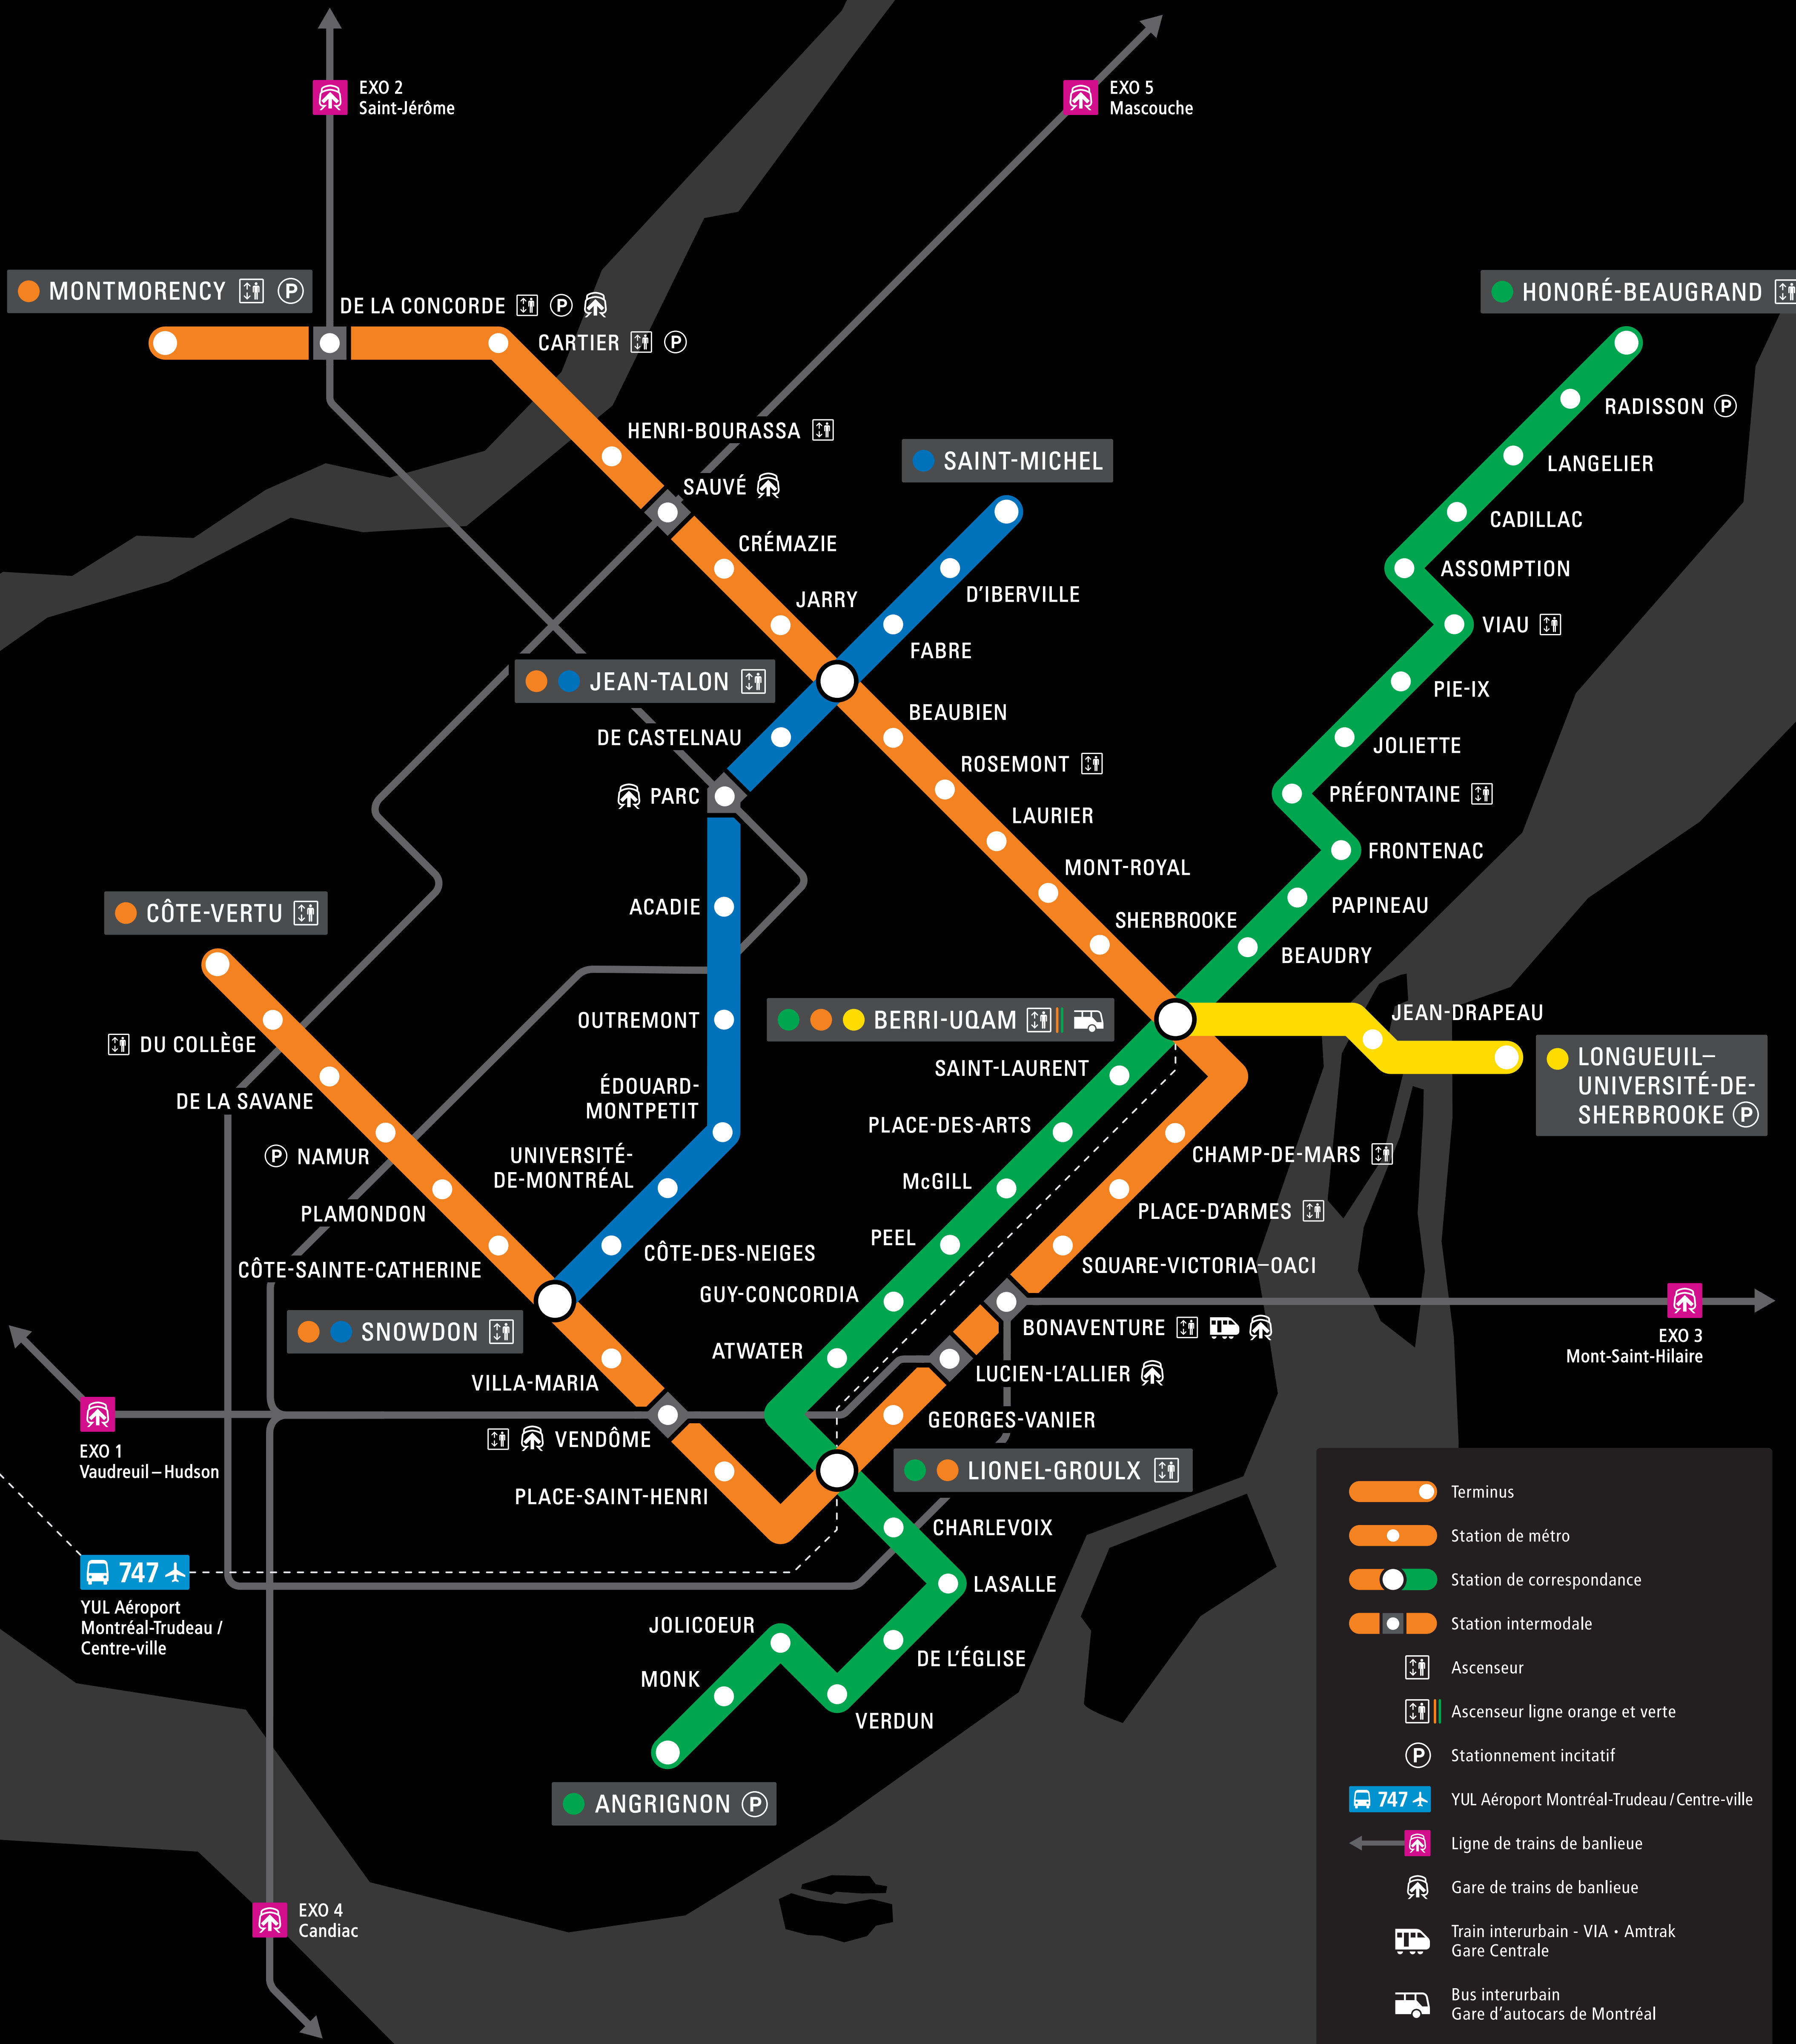 EXO 2
Saint-Jérôme
EXO 5
Mascouche
MONTMORENCY P
DE LA CONCORDE P
CARTIER P
HONORÉ-BEAUGRAND
RADISSON P
HENRI-BOURASSA
SAINT-MICHEL
LANGELIER
SAUVÉ
CADILLAC
CRÉMAZIE
ASSOMPTION
JARRY
D'IBERVILLE
VIAU
FABRE
JEAN-TALON
PIE-IX
BEAUBIEN
DE CASTELNAU
JOLIETTE
ROSEMONT
PARC
PRÉFONTAINE
LAURIER
FRONTENAC
MONT-ROYAL
ACADIE
PAPINEAU
CÔTE-VERTU
SHERBROOKE
BEAUDRY
OUTREMONT
BERRI-UQAM
JEAN-DRAPEAU
DU COLLÈGE
SAINT-LAURENT
LONGUEUIL–
UNIVERSITÉ-DE-
SHERBROOKE P
DE LA SAVANE
ÉDOUARD-
MONTPETIT
PLACE-DES-ARTS
P NAMUR
UNIVERSITÉ-
DE-MONTRÉAL
CHAMP-DE-MARS
McGILL
PLAMONDON
PLACE-D'ARMES
PEEL
CÔTE-DES-NEIGES
CÔTE-SAINTE-CATHERINE
SQUARE-VICTORIA–OACI
GUY-CONCORDIA
SNOWDON
BONAVENTURE
EXO 3
Mont-Saint-Hilaire
ATWATER
LUCIEN-L'ALLIER
VILLA-MARIA
GEORGES-VANIER
VENDÔME
EXO 1
Vaudreuil–Hudson
LIONEL-GROULX
PLACE-SAINT-HENRI
CHARLEVOIX
747
YUL Aéroport
Montréal-Trudeau /
Centre-ville
LASALLE
JOLICOEUR
DE L'ÉGLISE
MONK
VERDUN
ANGRIGNON P
EXO 4
Candiac
Terminus
Station de métro
Station de correspondance
Station intermodale
Ascenseur
Ascenseur ligne orange et verte
P Stationnement incitatif
747 YUL Aéroport Montréal-Trudeau / Centre-ville
Ligne de trains de banlieue
Gare de trains de banlieue
Train interurbain - VIA • Amtrak
Gare Centrale
Bus interurbain
Gare d'autocars de Montréal